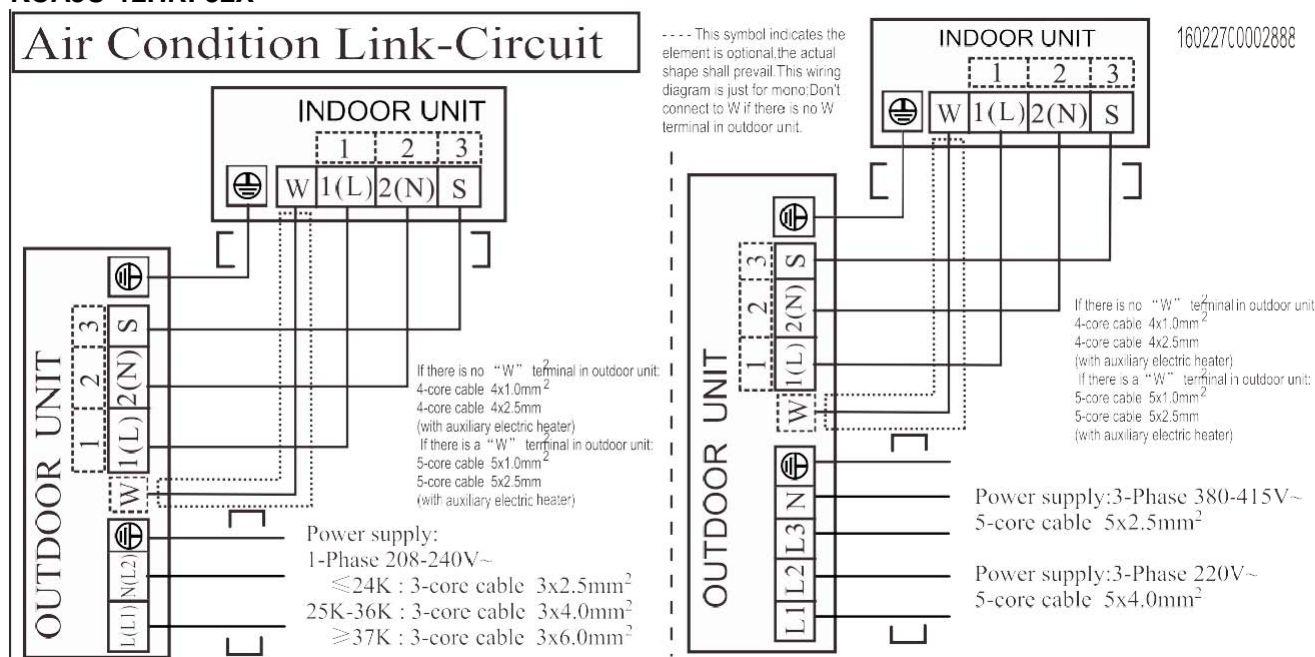 Air Condition Link-Circuit
INDOOR UNIT
1 2 3
W 1(L) 2(N) S
OUTDOOR UNIT
3 S
2 2(N)
1 1(L)
W
N(L2)
L(L1)
If there is no “W” terminal in outdoor unit:
4-core cable 4x1.0mm²
4-core cable 4x2.5mm²
(with auxiliary electric heater)
If there is a “W” terminal in outdoor unit:
5-core cable 5x1.0mm²
5-core cable 5x2.5mm²
(with auxiliary electric heater)
Power supply:
1-Phase 208-240V~
≤24K : 3-core cable 3x2.5mm²
25K-36K : 3-core cable 3x4.0mm²
≥37K : 3-core cable 3x6.0mm²
- - - - This symbol indicates the
element is optional,the actual
shape shall prevail.This wiring
diagram is just for mono:Don't
connect to W if there is no W
terminal in outdoor unit.
INDOOR UNIT
1 2 3
W 1(L) 2(N) S
16022700002888
OUTDOOR UNIT
3 S
2 2(N)
1 1(L)
W
N
L3
L2
L1
If there is no “W” terminal in outdoor unit
4-core cable 4x1.0mm²
4-core cable 4x2.5mm²
(with auxiliary electric heater)
If there is a “W” terminal in outdoor unit:
5-core cable 5x1.0mm²
5-core cable 5x2.5mm²
(with auxiliary electric heater)
Power supply:3-Phase 380-415V~
5-core cable 5x2.5mm²
Power supply:3-Phase 220V~
5-core cable 5x4.0mm²